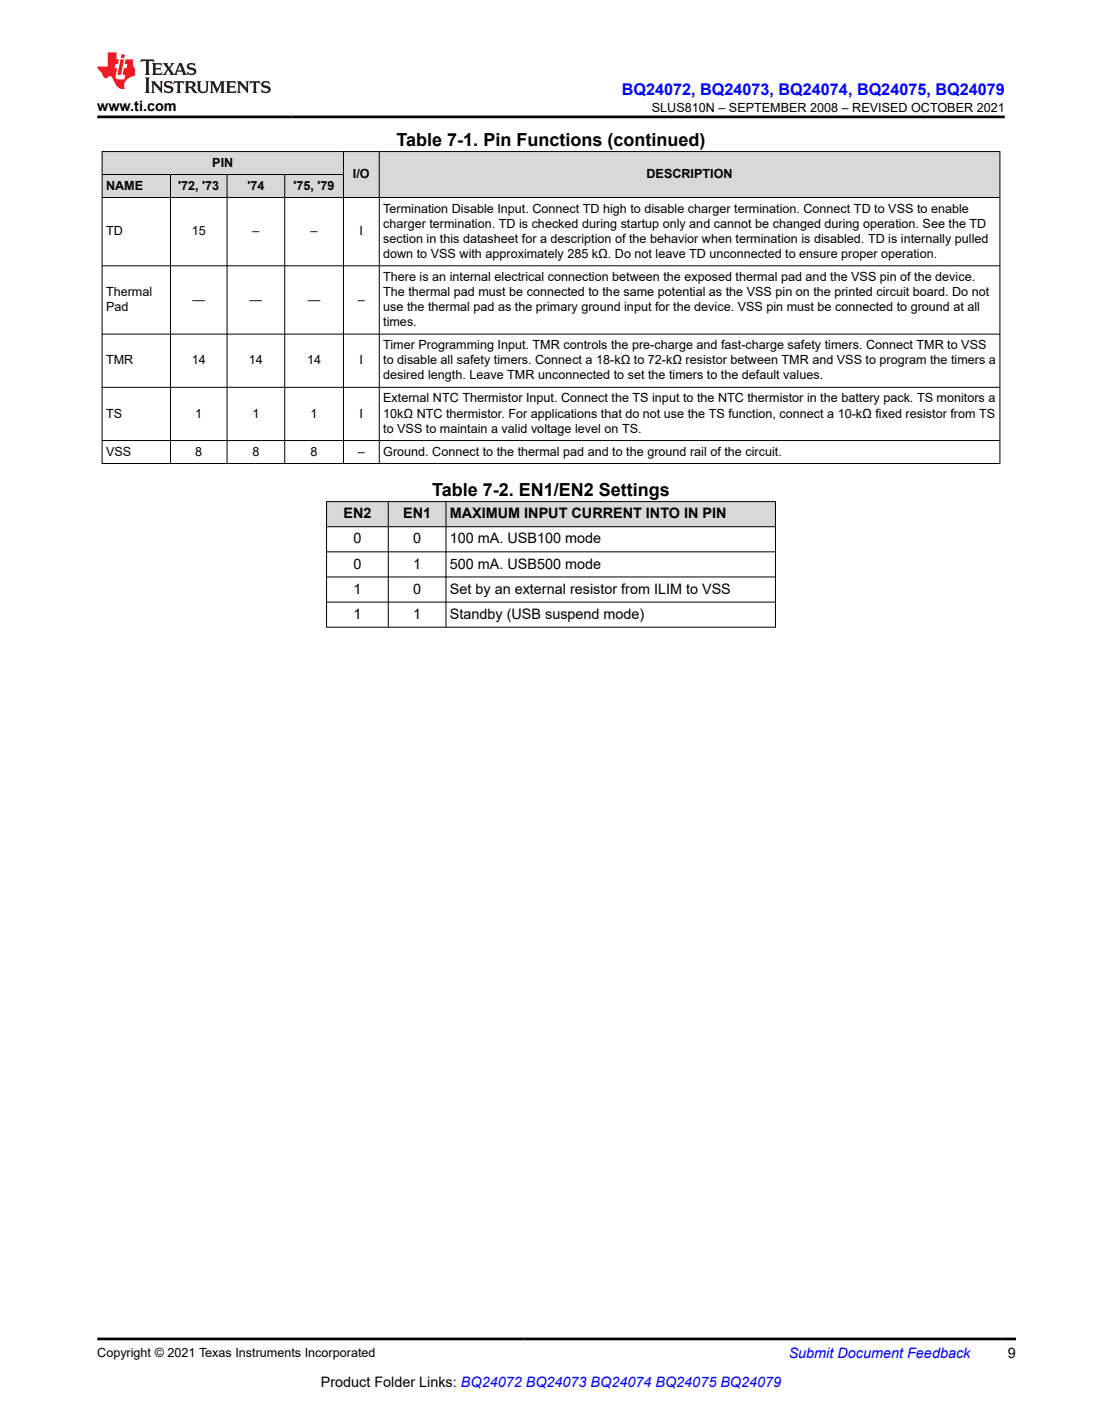 TEXAS
INSTRUMENTS
www.ti.com
BQ24072, BQ24073, BQ24074, BQ24075, BQ24079
SLUS810N – SEPTEMBER 2008 – REVISED OCTOBER 2021
Table 7-1. Pin Functions (continued)
PIN I/O DESCRIPTION
NAME '72, '73 '74 '75, '79
TD 15 – – I
Termination Disable Input. Connect TD high to disable charger termination. Connect TD to VSS to enable
charger termination. TD is checked during startup only and cannot be changed during operation. See the TD
section in this datasheet for a description of the behavior when termination is disabled. TD is internally pulled
down to VSS with approximately 285 kΩ. Do not leave TD unconnected to ensure proper operation.
Thermal
Pad — — — –
There is an internal electrical connection between the exposed thermal pad and the VSS pin of the device.
The thermal pad must be connected to the same potential as the VSS pin on the printed circuit board. Do not
use the thermal pad as the primary ground input for the device. VSS pin must be connected to ground at all
times.
TMR 14 14 14 I
Timer Programming Input. TMR controls the pre-charge and fast-charge safety timers. Connect TMR to VSS
to disable all safety timers. Connect a 18-kΩ to 72-kΩ resistor between TMR and VSS to program the timers a
desired length. Leave TMR unconnected to set the timers to the default values.
TS 1 1 1 I
External NTC Thermistor Input. Connect the TS input to the NTC thermistor in the battery pack. TS monitors a
10kΩ NTC thermistor. For applications that do not use the TS function, connect a 10-kΩ fixed resistor from TS
to VSS to maintain a valid voltage level on TS.
VSS 8 8 8 – Ground. Connect to the thermal pad and to the ground rail of the circuit.
Table 7-2. EN1/EN2 Settings
EN2 EN1 MAXIMUM INPUT CURRENT INTO IN PIN
0 0 100 mA. USB100 mode
0 1 500 mA. USB500 mode
1 0 Set by an external resistor from ILIM to VSS
1 1 Standby (USB suspend mode)
Copyright © 2021 Texas Instruments Incorporated
Submit Document Feedback 9
Product Folder Links: BQ24072 BQ24073 BQ24074 BQ24075 BQ24079